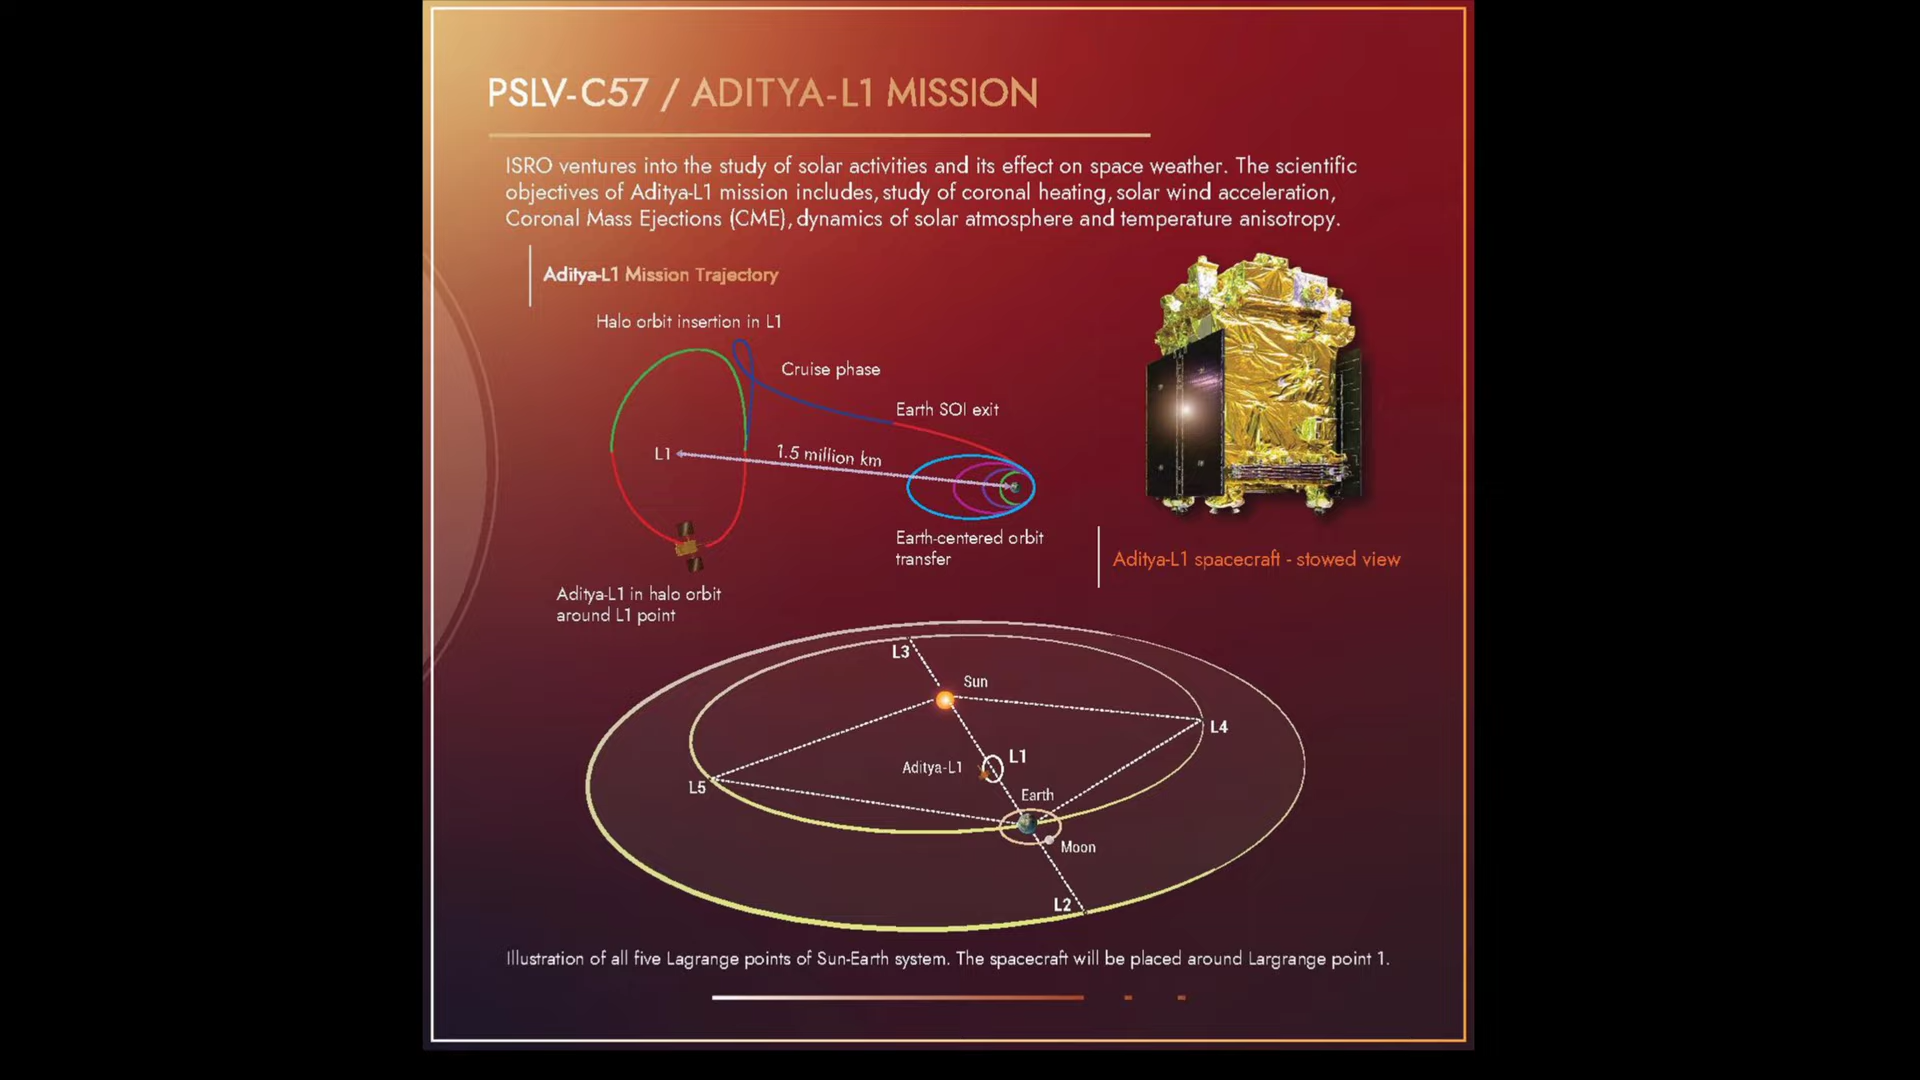 PSLV-C57 / ADITYA-L1 MISSION
ISRO ventures into the study of solar activities and its effect on space weather. The scientific
objectives of Aditya-L1 mission includes, study of coronal heating, solar wind acceleration,
Coronal Mass Ejections (CME), dynamics of solar atmosphere and temperature anisotropy.
Aditya-L1 Mission Trajectory
Halo orbit insertion in L1
Cruise phase
Earth SOI exit
L1
1.5 million km
Earth-centered orbit
transfer
Aditya-L1 spacecraft - stowed view
Aditya-L1 in halo orbit
around L1 point
L3
Sun
L4
L1
Aditya-L1
L5
Earth
Moon
L2
Illustration of all five Lagrange points of Sun-Earth system. The spacecraft will be placed around Largrange point 1.